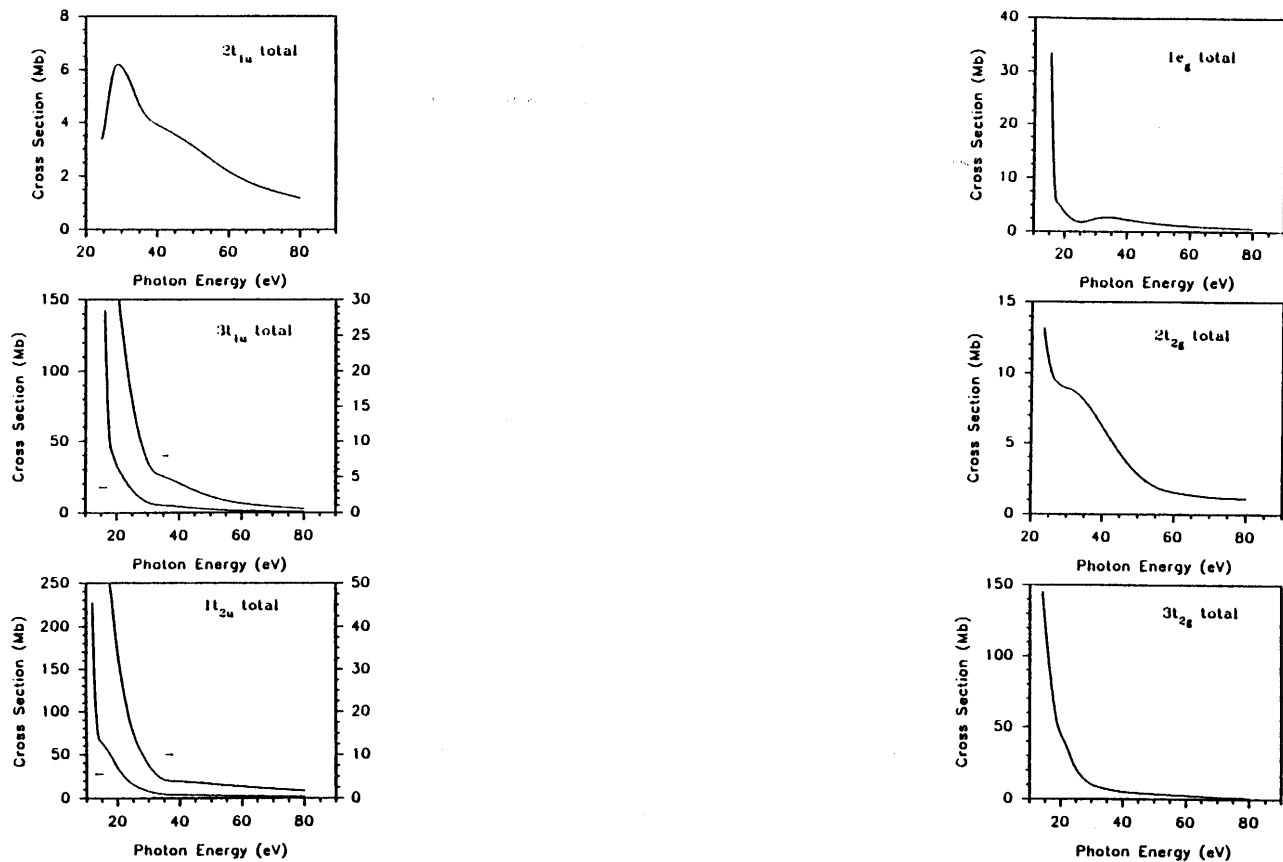 8
6
4
2
0
Cross Section (Mb)
2t1u total
20 40 60 80
Photon Energy (eV)
150
100
50
0
Cross Section (Mb)
3t1u total
30
25
20
15
10
5
0
20 40 60 80
Photon Energy (eV)
250
200
150
100
50
0
Cross Section (Mb)
1t2u total
50
40
30
20
10
0
20 40 60 80
Photon Energy (eV)
40
30
20
10
0
Cross Section (Mb)
1eg total
20 40 60 80
Photon Energy (eV)
15
10
5
0
Cross Section (Mb)
2t2g total
20 40 60 80
Photon Energy (eV)
150
100
50
0
Cross Section (Mb)
3t2g total
20 40 60 80
Photon Energy (eV)